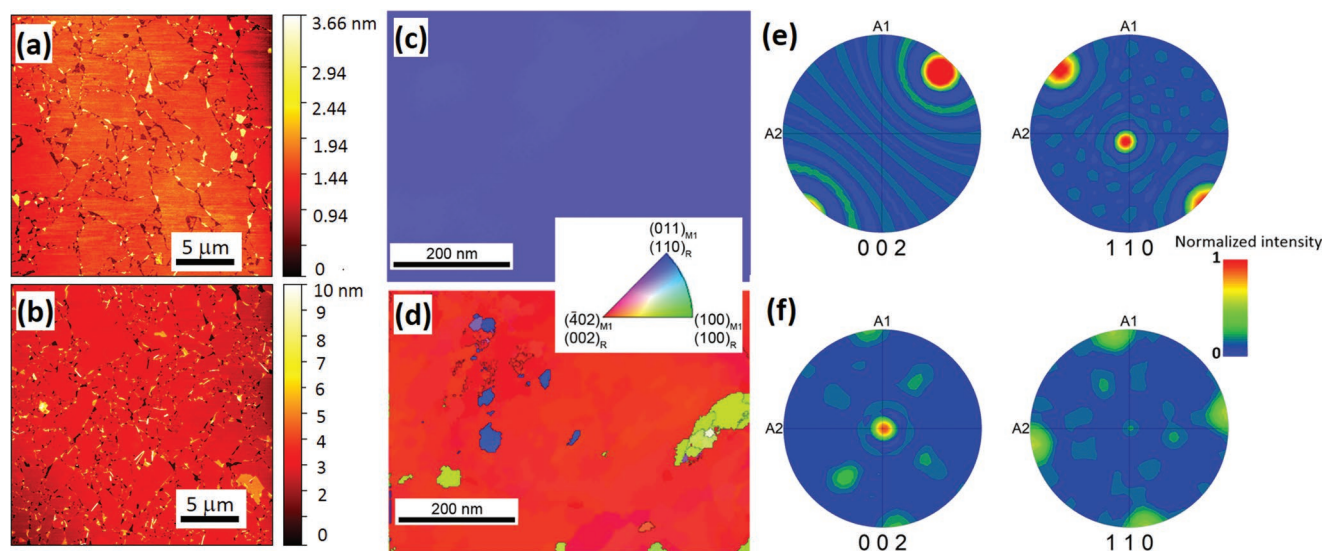 (a)
3.66 nm
2.94
2.44
1.94
1.44
0.94
0
5 μm
(b)
10 nm
9
8
7
6
5
4
3
2
1
0
5 μm
(c)
200 nm
(011)M1
(110)R
(4̄02)M1
(002)R
(100)M1
(100)R
(d)
200 nm
(e)
A1
A2
0 0 2
A1
A2
1 1 0
Normalized intensity
1
0
(f)
A1
A2
0 0 2
A1
A2
1 1 0